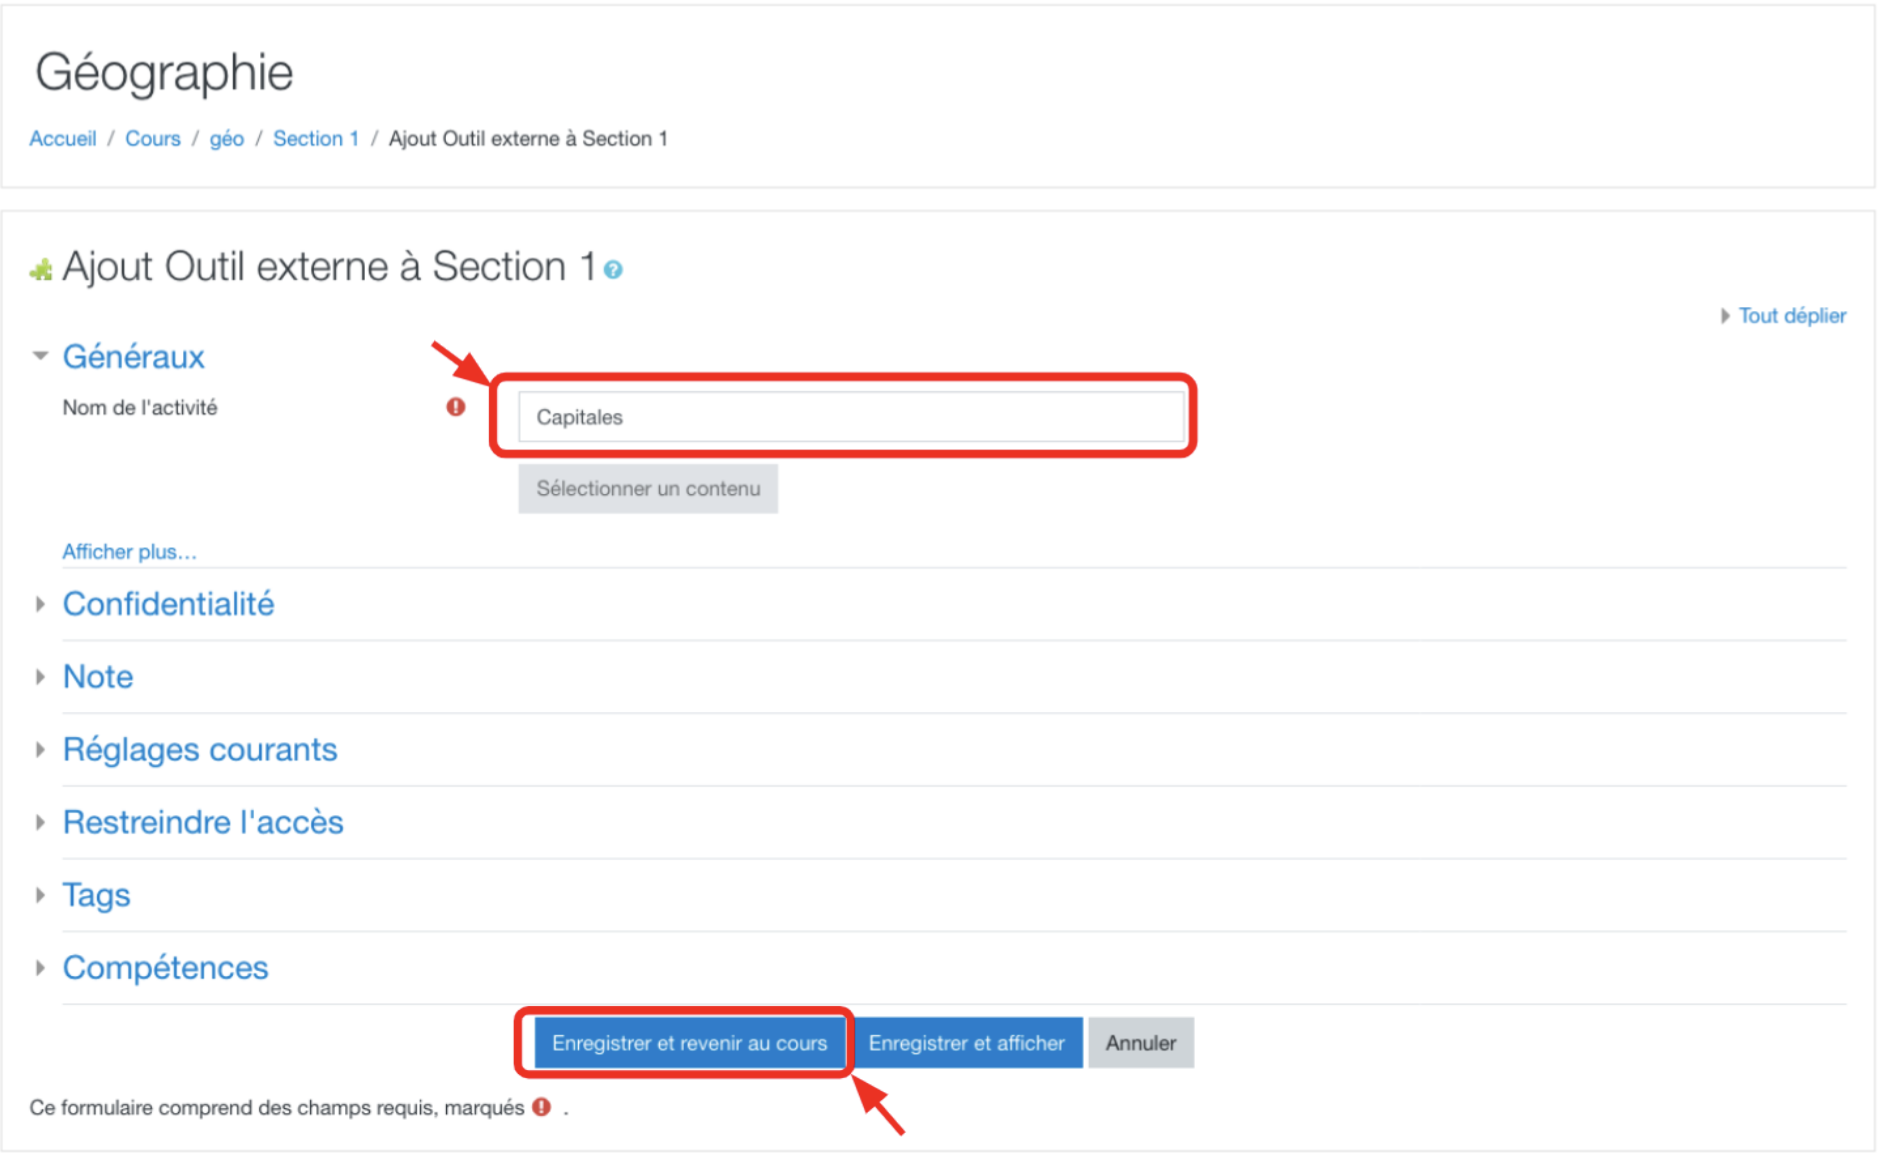 Géographie
Accueil / Cours / géo / Section 1 / Ajout Outil externe à Section 1
Ajout Outil externe à Section 1
Tout déplier
Généraux
Nom de l'activité
Capitales
Sélectionner un contenu
Afficher plus...
Confidentialité
Note
Réglages courants
Restreindre l'accès
Tags
Compétences
Enregistrer et revenir au cours Enregistrer et afficher Annuler
Ce formulaire comprend des champs requis, marqués .